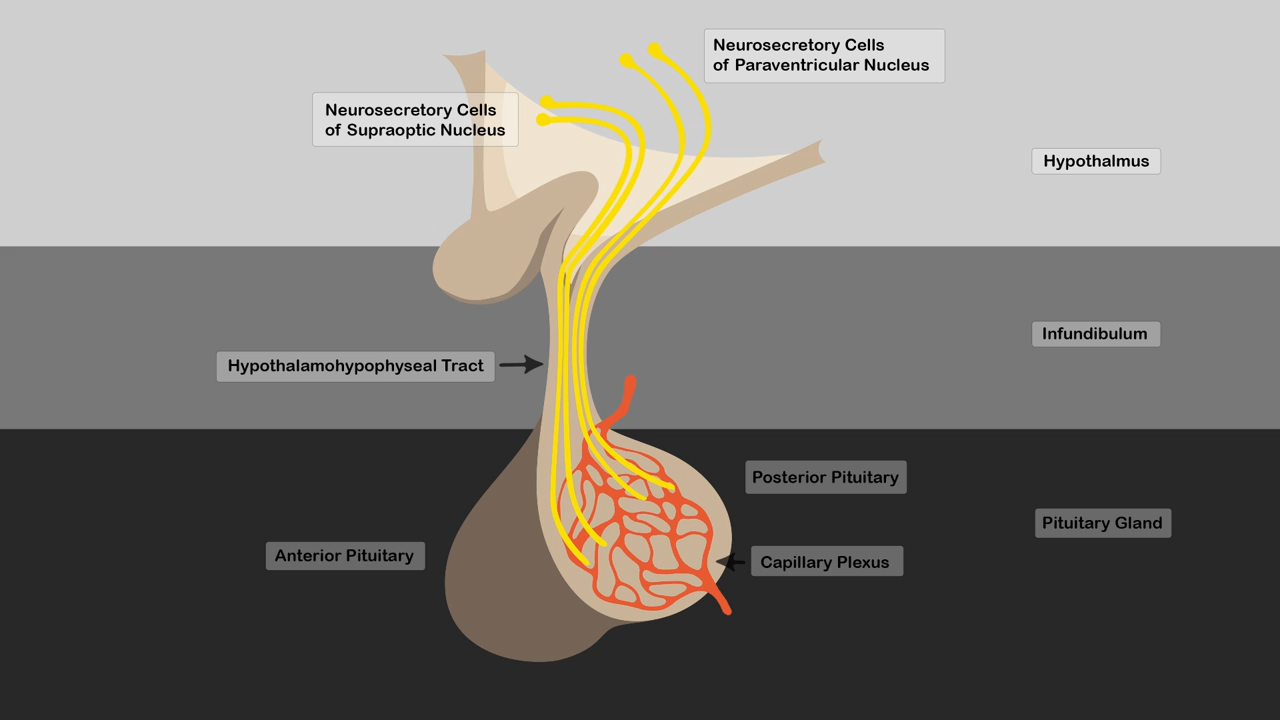 Neurosecretory Cells
of Paraventricular Nucleus
Neurosecretory Cells
of Supraoptic Nucleus
Hypothalmus
Infundibulum
Hypothalamohypophyseal Tract
Posterior Pituitary
Pituitary Gland
Anterior Pituitary
Capillary Plexus